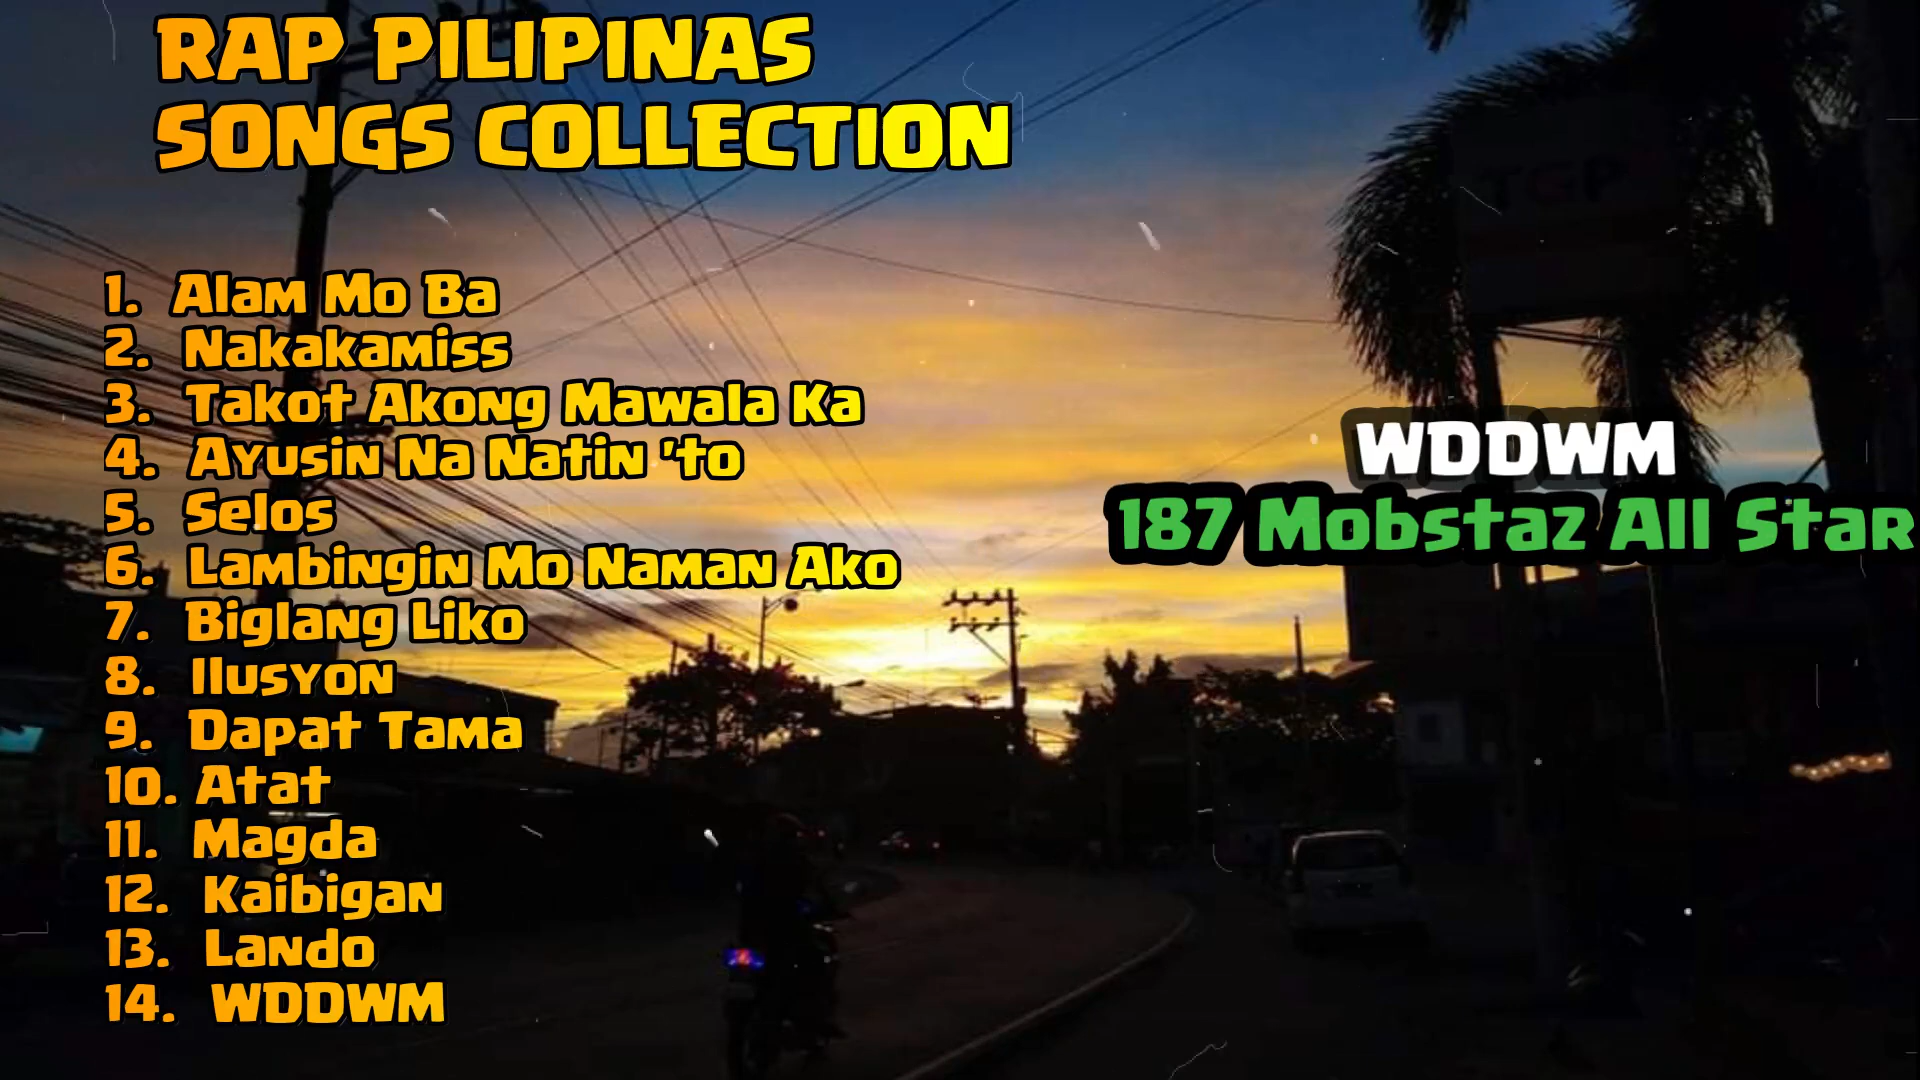 RAP PILIPINAS
SONGS COLLECTION
1. Alam Mo Ba
2. Nakakamiss
3. Takot Akong Mawala Ka
4. Ayusin Na Natin 'to
5. Selos
6. Lambingin Mo Naman Ako
7. Biglang Liko
8. Ilusyon
9. Dapat Tama
10. Atat
11. Magda
12. Kaibigan
13. Lando
14. WDDWM
TGP
WDDWM
187 Mobstaz All Star